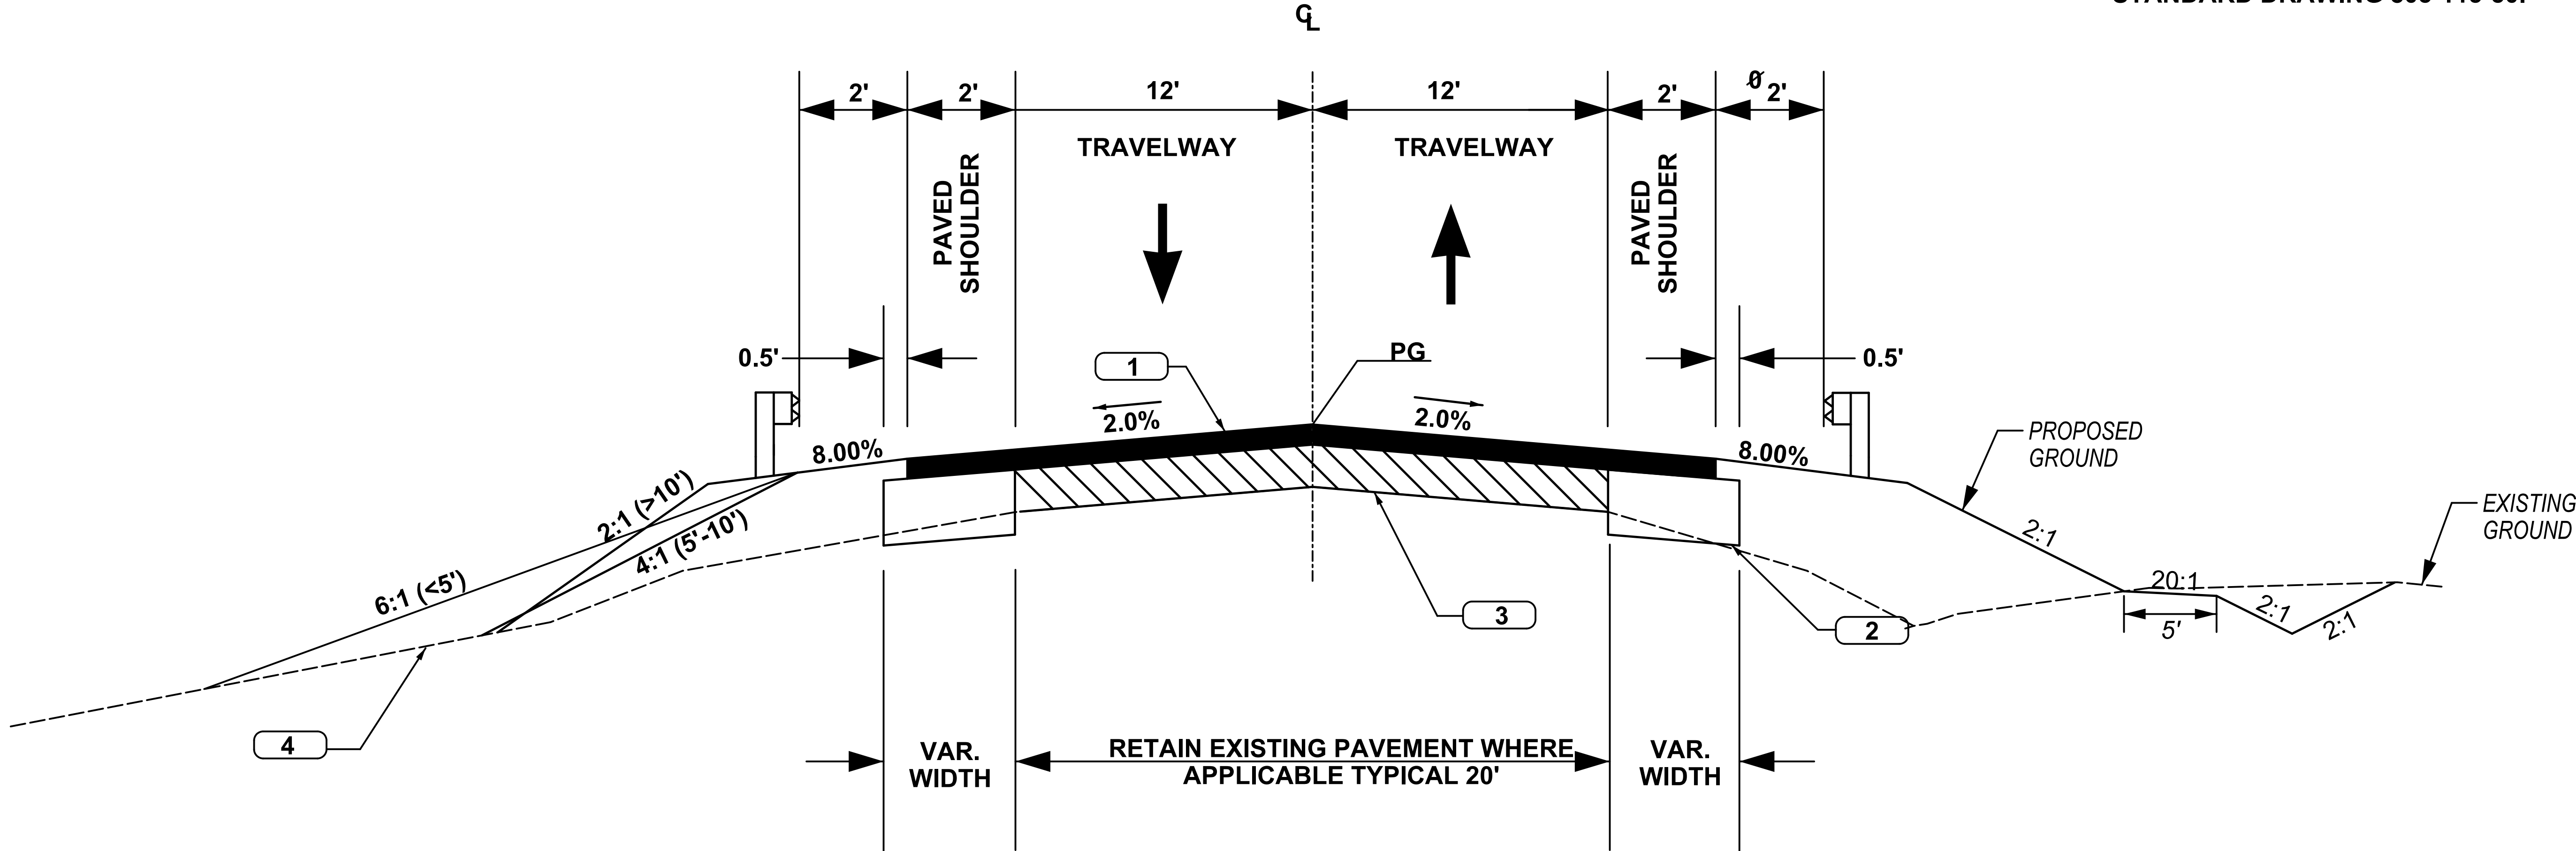 ℄
2'
2'
12'
12'
2'
0 2'
TRAVELWAY
TRAVELWAY
PAVED
SHOULDER
PAVED
SHOULDER
0.5'
1
PG
0.5'
8.00%
2.0%
2.0%
8.00%
PROPOSED
GROUND
2:1 (>10')
4:1 (5'-10')
6:1 (<5')
2:1
EXISTING
GROUND
20:1
2:1
2:1
5'
3
2
4
VAR.
WIDTH
RETAIN EXISTING PAVEMENT WHERE
APPLICABLE TYPICAL 20'
VAR.
WIDTH